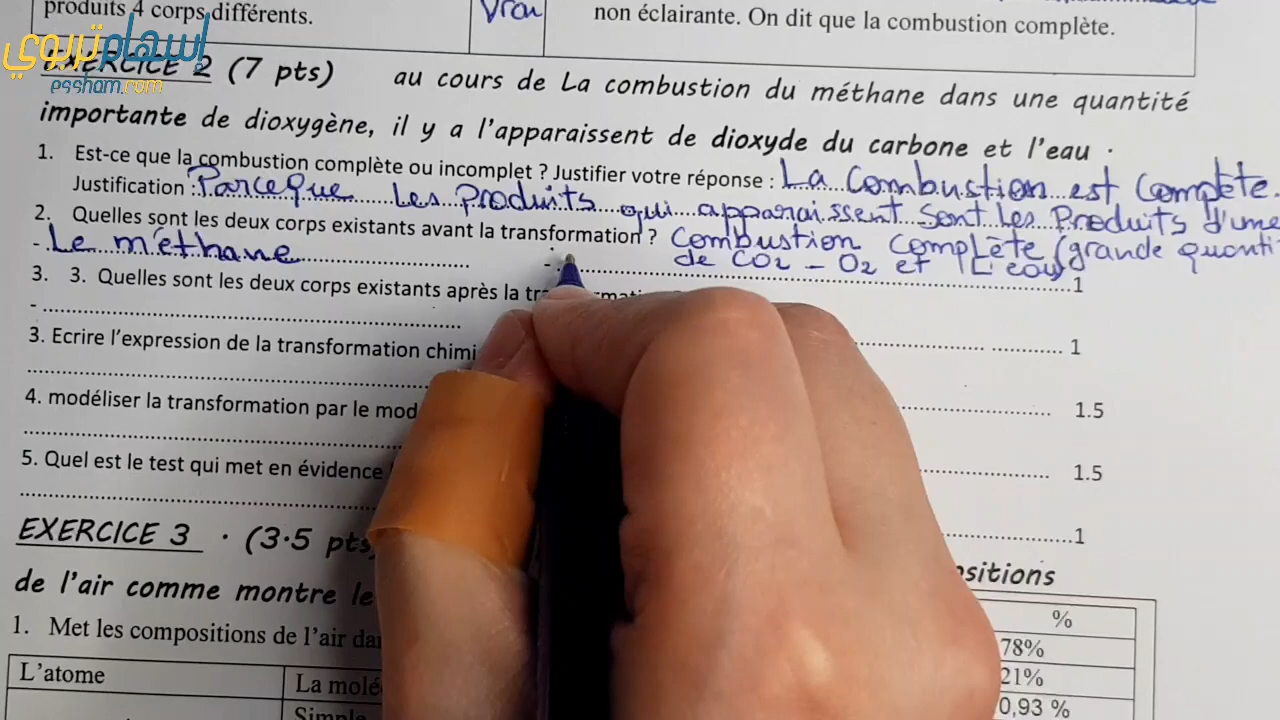 produits 4 corps différents.
Vrai
non éclairante. On dit que la combustion complète.
إسهام تربوي
essham.com
EXERCICE 2 (7 pts) au cours de La combustion du méthane dans une quantité
importante de dioxygène, il y a l'apparaissent de dioxyde du carbone et l'eau .
1. Est-ce que la combustion complète ou incomplet ? Justifier votre réponse : La Combustion est Complète.
Justification : Parceque Les Produits qui apparaissent Sont Les Produits d'une
2. Quelles sont les deux corps existants avant la transformation ? Combustion complète (grande quanti
- Le méthane - de CO2 - O2 et L'eau) 1
3. 3. Quelles sont les deux corps existants après la
- 1
3. Ecrire l'expression de la transformation
1.5
4. modéliser la transformation par le
1.5
5. Quel est le test qui met en évidence
1
EXERCICE 3 . (3.5 pts
de l'air comme montre le
1. Met les compositions de l'air
%
78%
21%
0,93 %
L'atome
La
Simple